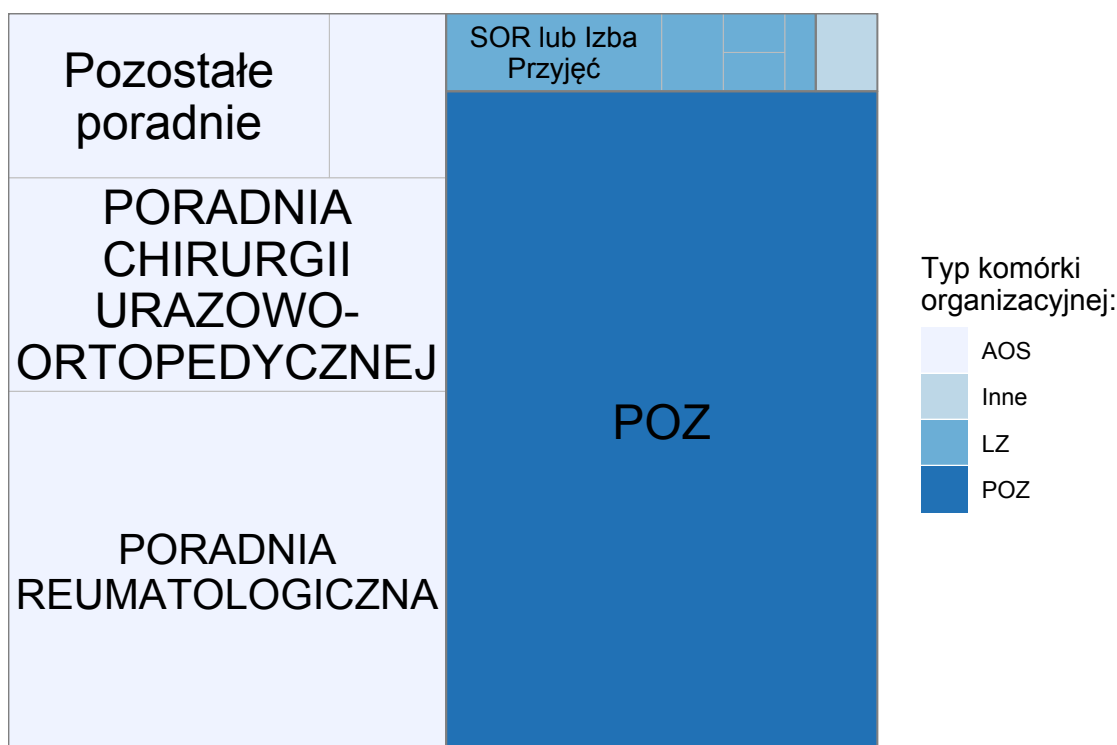 Pozostałe
poradnie
SOR lub Izba
Przyjęć
PORADNIA
CHIRURGII
URAZOWO-
ORTOPEDYCZNEJ
POZ
PORADNIA
REUMATOLOGICZNA
Typ komórki
organizacyjnej:
AOS
Inne
LZ
POZ